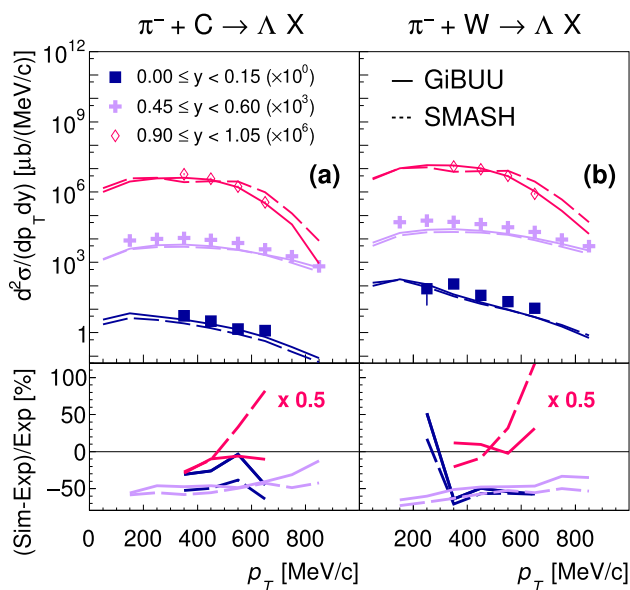 π⁻ + C → Λ X
π⁻ + W → Λ X
d²σ/(dp_T dy) [μb/(MeV/c)]
10¹²
10⁹
10⁶
10³
1
0.00 ≤ y < 0.15 (×10⁰)
0.45 ≤ y < 0.60 (×10³)
0.90 ≤ y < 1.05 (×10⁶)
(a)
GiBUU
SMASH
(b)
(Sim-Exp)/Exp [%]
100
50
0
−50
x 0.5
x 0.5
0 200 400 600 800
200 400 600 800
p_T [MeV/c]
p_T [MeV/c]